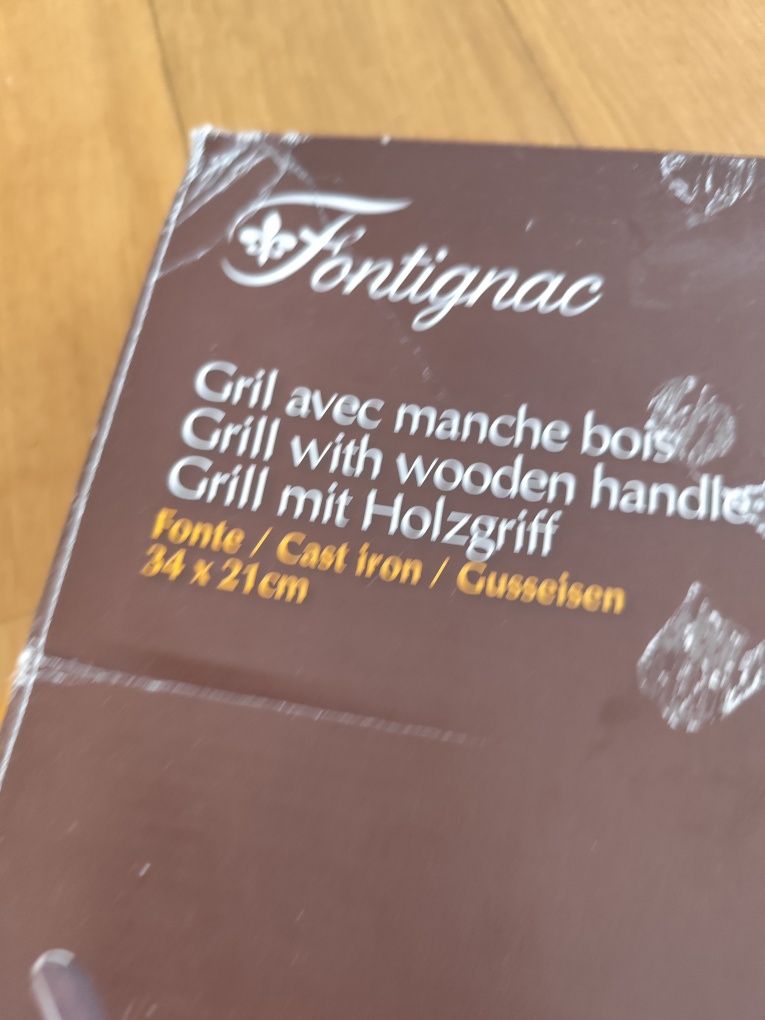 Fontignac
Gril avec manche bois
Grill with wooden handle
Grill mit Holzgriff
Fonte / Cast iron / Gusseisen
34 x 21cm